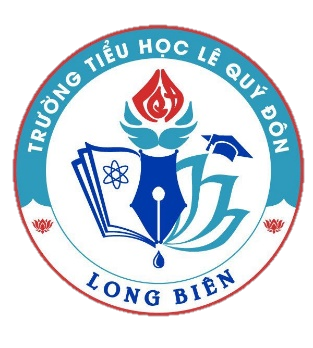 TRƯỜNG TIỂU HỌC LÊ QUÝ ĐÔN
LONG BIÊN